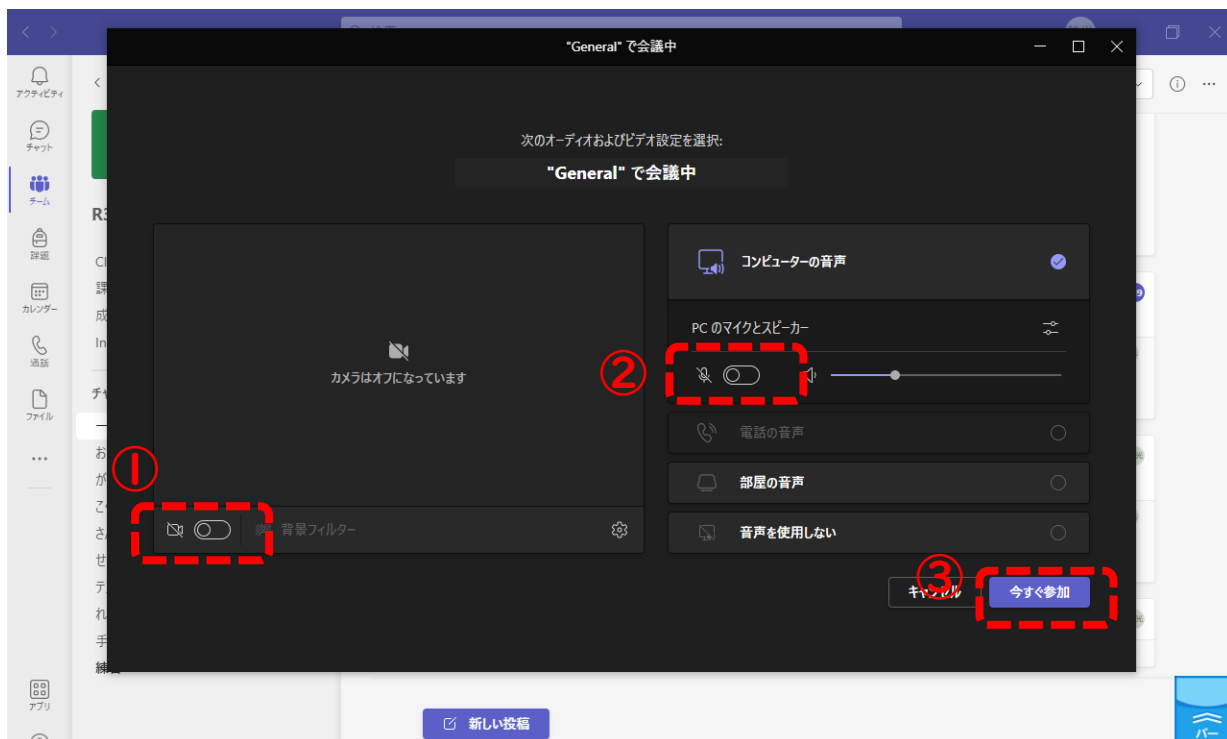 "General" で会議中
アクティビティ
チャット
チーム
課題
カレンダー
通話
ファイル
アプリ
次のオーディオおよびビデオ設定を選択:
"General" で会議中
カメラはオフになっています
①
背景フィルター
コンピューターの音声
PC のマイクとスピーカー
②
電話の音声
部屋の音声
音声を使用しない
③
キャンセル
今すぐ参加
新しい投稿
バー